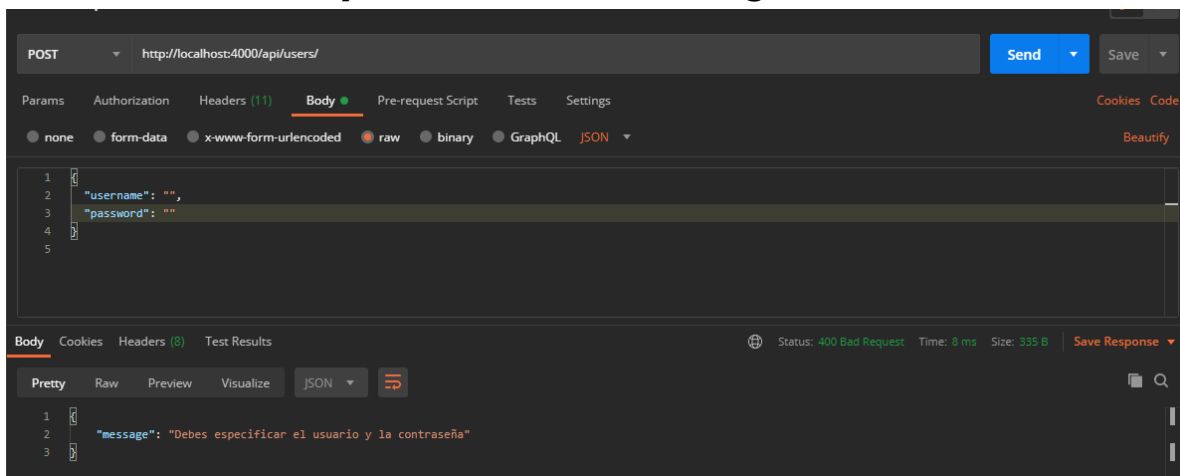 POST http://localhost:4000/api/users/ Send Save
Params Authorization Headers (11) Body Pre-request Script Tests Settings Cookies Code
none form-data x-www-form-urlencoded raw binary GraphQL JSON Beautify
1 {
2 "username": "",
3 "password": ""
4 }
5
Body Cookies Headers (8) Test Results Status: 400 Bad Request Time: 8 ms Size: 335 B Save Response
Pretty Raw Preview Visualize JSON
1 {
2 "message": "Debes especificar el usuario y la contraseña"
3 }